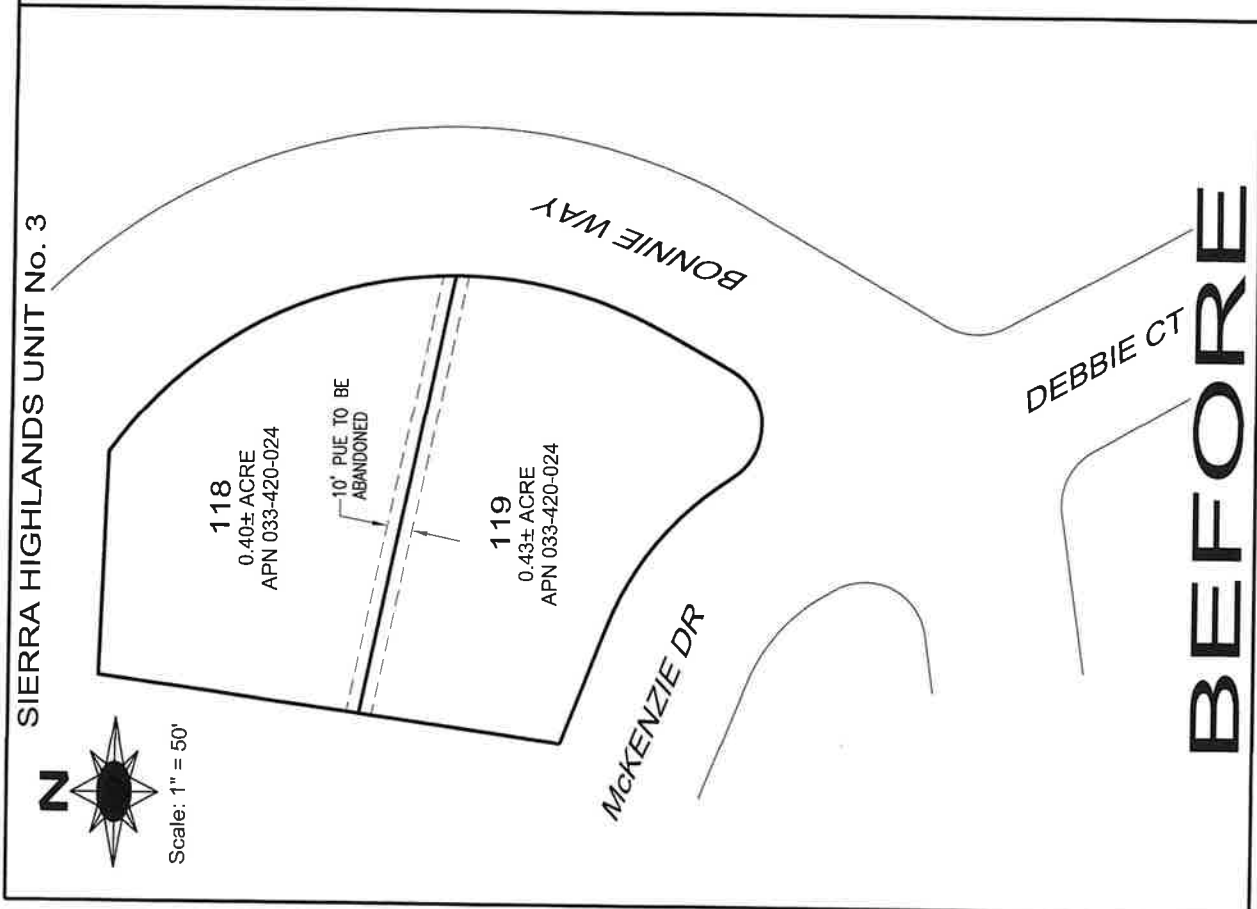 SIERRA HIGHLANDS UNIT No. 3
N
Scale: 1" = 50'
118
0.40± ACRE
APN 033-420-024
10' PUE TO BE
ABANDONED
119
0.43± ACRE
APN 033-420-024
BONNIE WAY
McKENZIE DR
DEBBIE CT
BEFORE